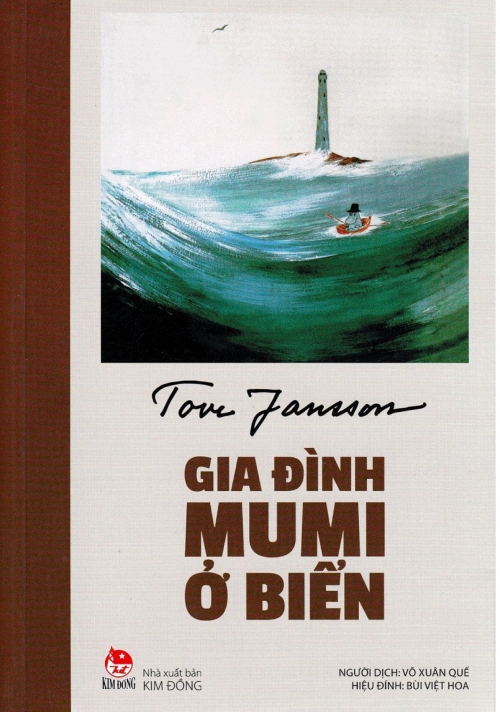 Tove Jansson
GIA ĐÌNH
MUMI
Ở BIỂN
KIM ĐỒNG
Nhà xuất bản
KIM ĐỒNG
NGƯỜI DỊCH: VÕ XUÂN QUẾ
HIỆU ĐÍNH: BÙI VIỆT HOA